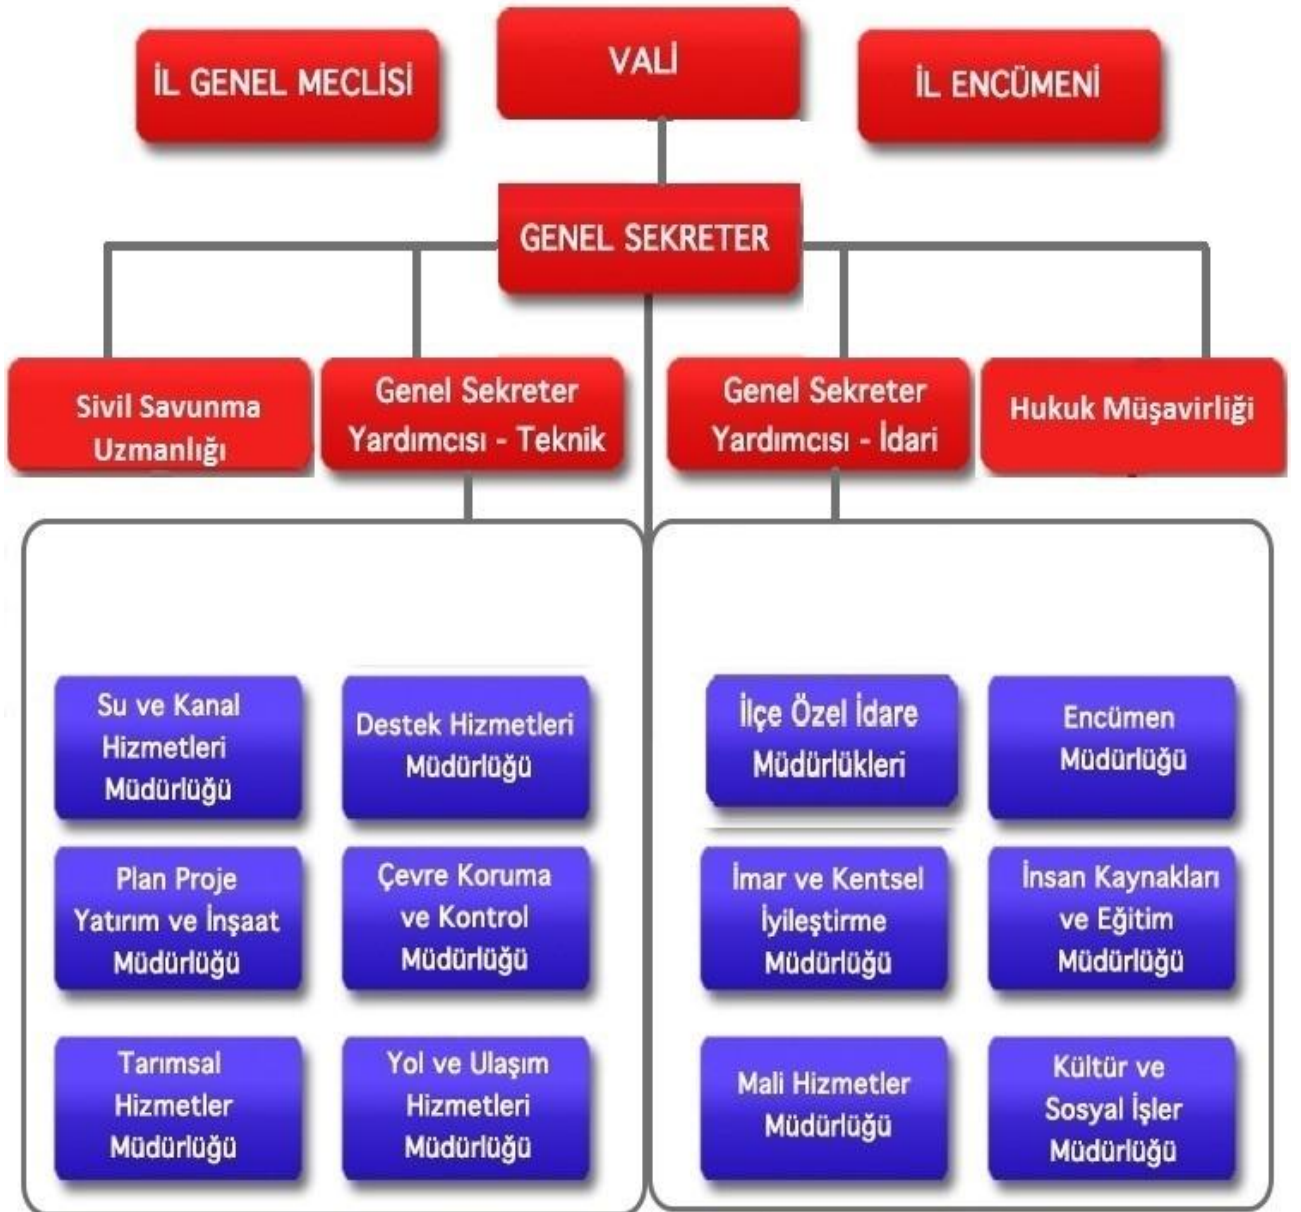 İL GENEL MECLİSİ
VALİ
İL ENCÜMENİ
GENEL SEKRETER
Sivil Savunma
Uzmanlığı
Genel Sekreter
Yardımcısı - Teknik
Genel Sekreter
Yardımcısı - İdari
Hukuk Müşavirliği
Su ve Kanal
Hizmetleri
Müdürlüğü
Destek Hizmetleri
Müdürlüğü
İlçe Özel İdare
Müdürlükleri
Encümen
Müdürlüğü
Plan Proje
Yatırım ve İnşaat
Müdürlüğü
Çevre Koruma
ve Kontrol
Müdürlüğü
İmar ve Kentsel
İyileştirme
Müdürlüğü
İnsan Kaynakları
ve Eğitim
Müdürlüğü
Tarımsal
Hizmetler
Müdürlüğü
Yol ve Ulaşım
Hizmetleri
Müdürlüğü
Mali Hizmetler
Müdürlüğü
Kültür ve
Sosyal İşler
Müdürlüğü